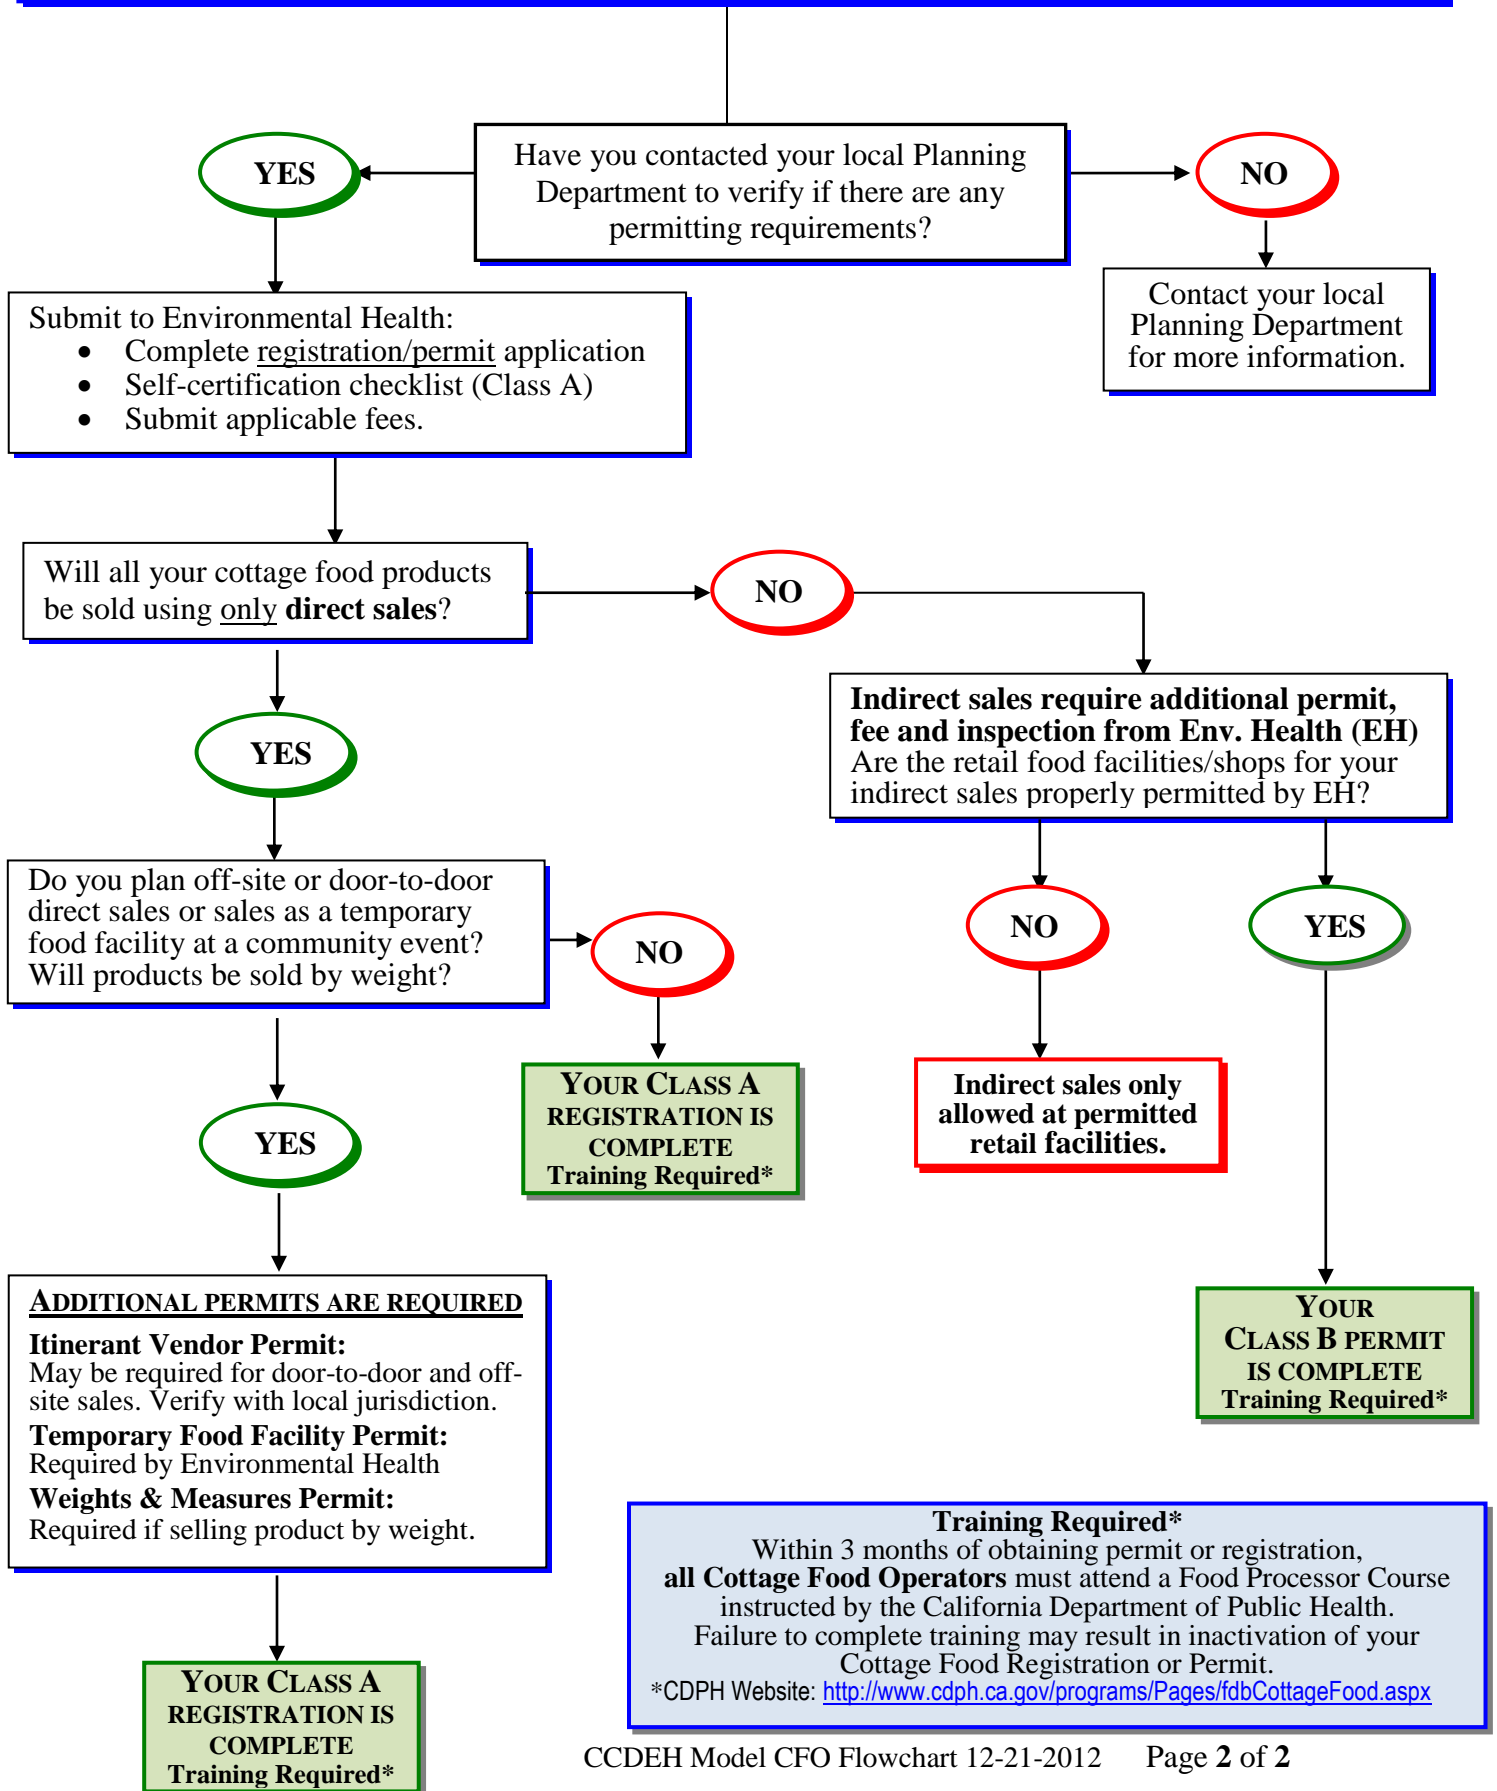 Have you contacted your local Planning
Department to verify if there are any
permitting requirements?
YES
NO
Contact your local
Planning Department
for more information.
Submit to Environmental Health:
• Complete registration/permit application
• Self-certification checklist (Class A)
• Submit applicable fees.
Will all your cottage food products
be sold using only direct sales?
NO
YES
Indirect sales require additional permit,
fee and inspection from Env. Health (EH)
Are the retail food facilities/shops for your
indirect sales properly permitted by EH?
Do you plan off-site or door-to-door
direct sales or sales as a temporary
food facility at a community event?
Will products be sold by weight?
NO
NO
YES
YOUR CLASS A
REGISTRATION IS
COMPLETE
Training Required*
Indirect sales only
allowed at permitted
retail facilities.
YES
ADDITIONAL PERMITS ARE REQUIRED
Itinerant Vendor Permit:
May be required for door-to-door and off-
site sales. Verify with local jurisdiction.
Temporary Food Facility Permit:
Required by Environmental Health
Weights & Measures Permit:
Required if selling product by weight.
YOUR
CLASS B PERMIT
IS COMPLETE
Training Required*
Training Required*
Within 3 months of obtaining permit or registration,
all Cottage Food Operators must attend a Food Processor Course
instructed by the California Department of Public Health.
Failure to complete training may result in inactivation of your
Cottage Food Registration or Permit.
*CDPH Website: http://www.cdph.ca.gov/programs/Pages/fdbCottageFood.aspx
YOUR CLASS A
REGISTRATION IS
COMPLETE
Training Required*
CCDEH Model CFO Flowchart 12-21-2012 Page 2 of 2